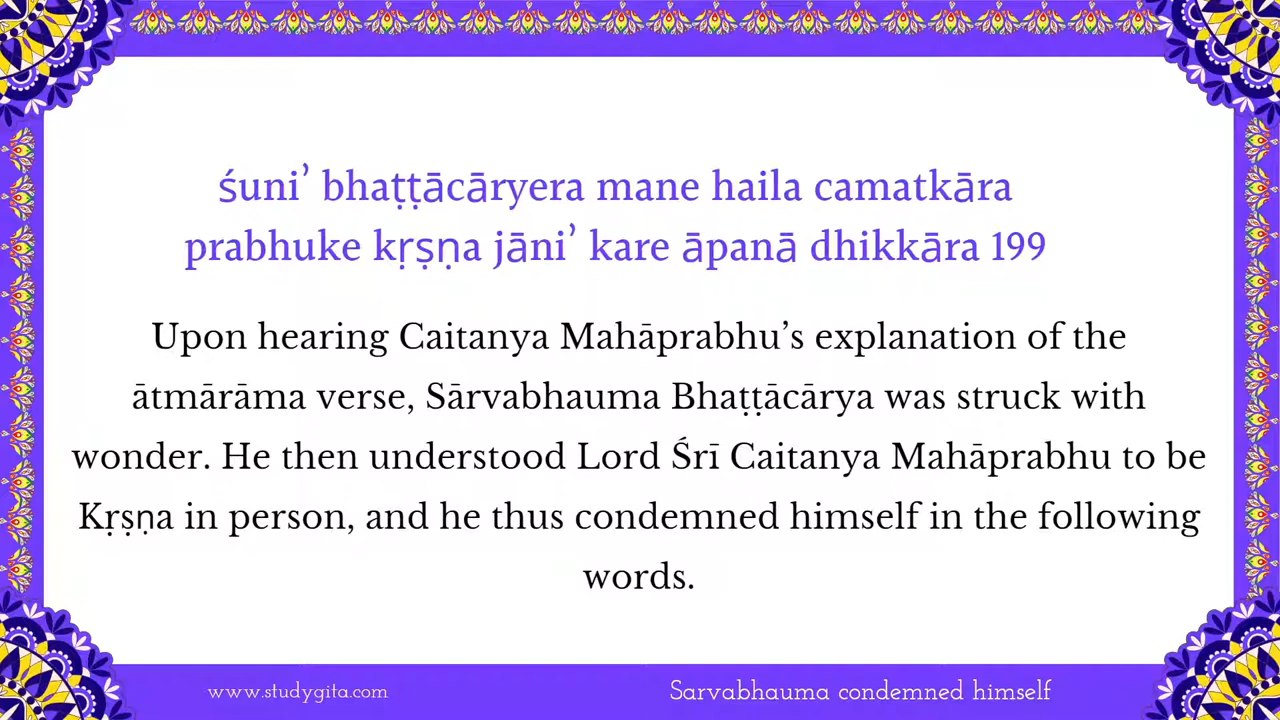 śuni’ bhaṭṭācāryera mane haila camatkāra
prabhuke kṛṣṇa jāni’ kare āpanā dhikkāra 199
Upon hearing Caitanya Mahāprabhu’s explanation of the
ātmārāma verse, Sārvabhauma Bhaṭṭācārya was struck with
wonder. He then understood Lord Śrī Caitanya Mahāprabhu to be
Kṛṣṇa in person, and he thus condemned himself in the following
words.
www.studygita.com
Sarvabhauma condemned himself